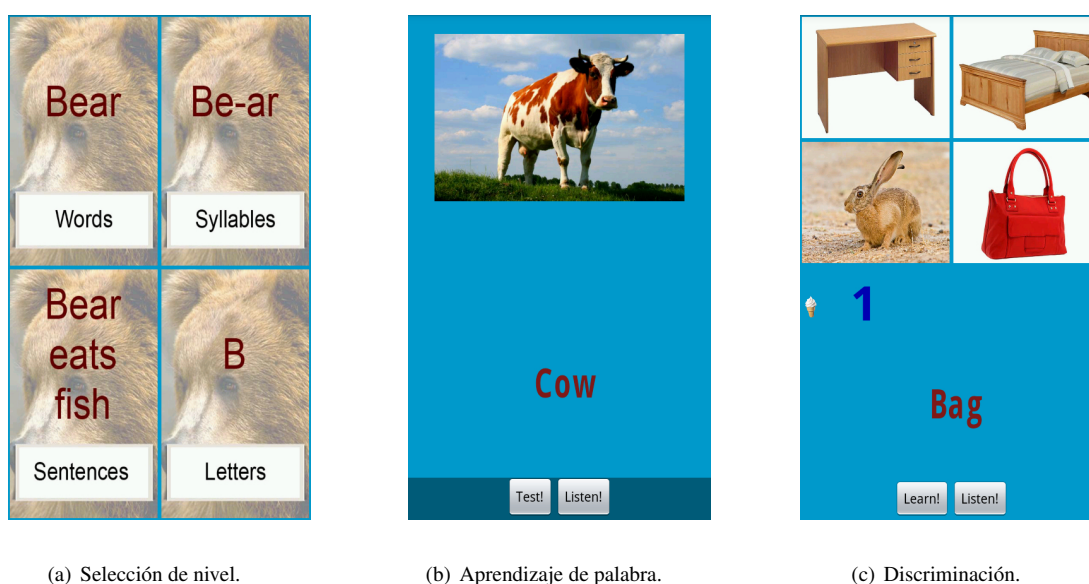 Bear
Words
Be-ar
Syllables
Bear
eats
fish
Sentences
B
Letters
Cow
Test!
Listen!
1
Bag
Learn!
Listen!
(a) Selección de nivel.
(b) Aprendizaje de palabra.
(c) Discriminación.